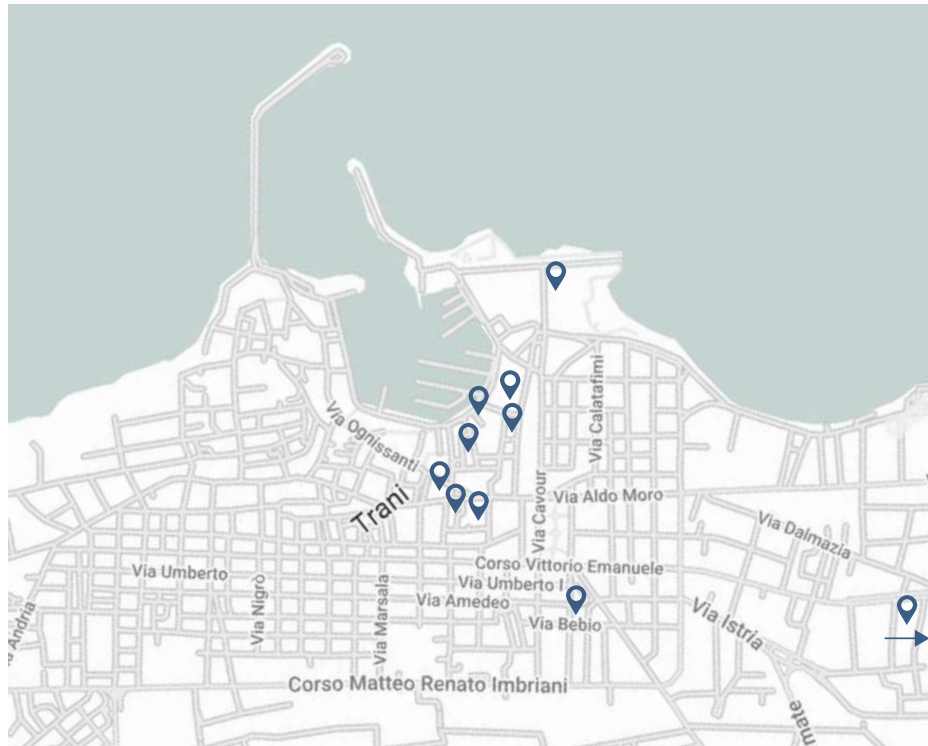 Via Calatafimi
Via Ognissanti
Trani
Via Cavour
Via Aldo Moro
Via Dalmazia
Corso Vittorio Emanuele
Via Umberto
Via Umberto I
Via Nigrò
Via Marsala
Via Amedeo
Via Bebio
Via Istria
a Andria
Corso Matteo Renato Imbriani
mate